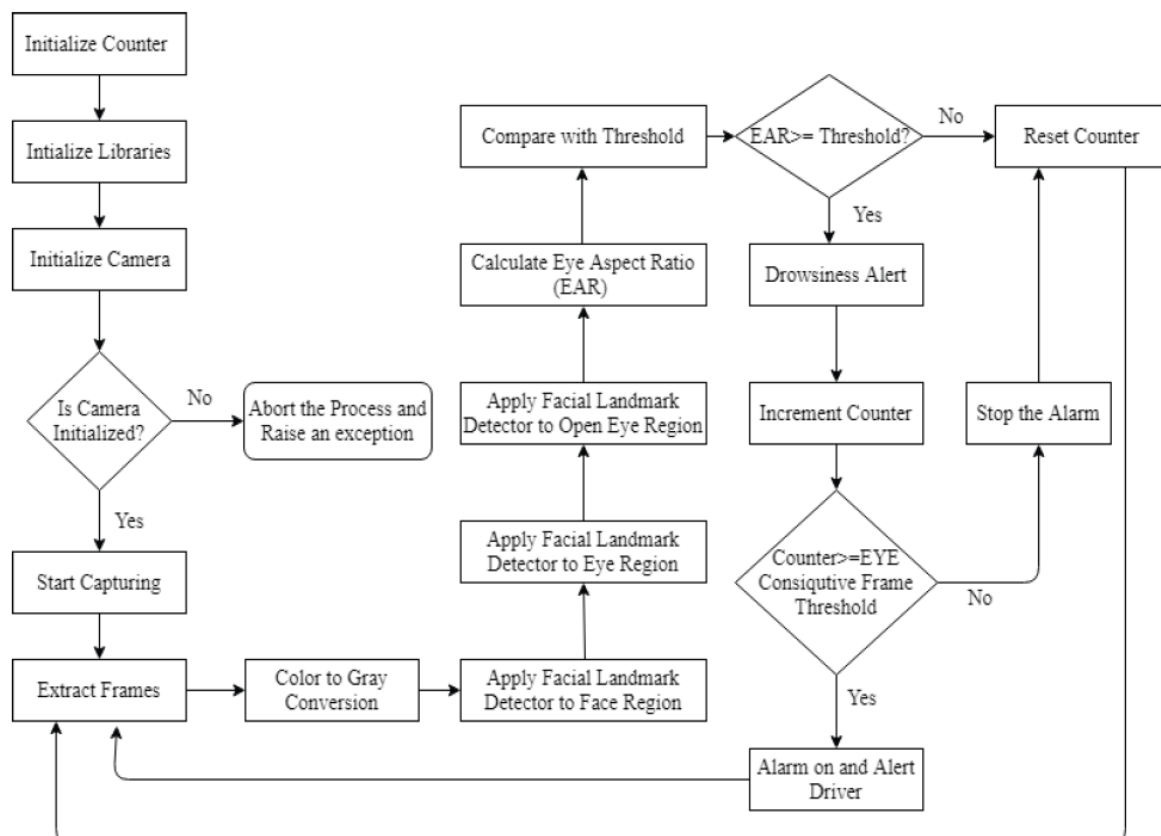 Initialize Counter
Intialize Libraries
Initialize Camera
Is Camera
Initialized?
No
Abort the Process and
Raise an exception
Yes
Start Capturing
Extract Frames
Color to Gray
Conversion
Apply Facial Landmark
Detector to Face Region
Apply Facial Landmark
Detector to Eye Region
Apply Facial Landmark
Detector to Open Eye Region
Calculate Eye Aspect Ratio
(EAR)
Compare with Threshold
EAR>= Threshold?
No
Reset Counter
Yes
Drowsiness Alert
Increment Counter
Counter>=EYE
Consiqutive Frame
Threshold
No
Stop the Alarm
Yes
Alarm on and Alert
Driver